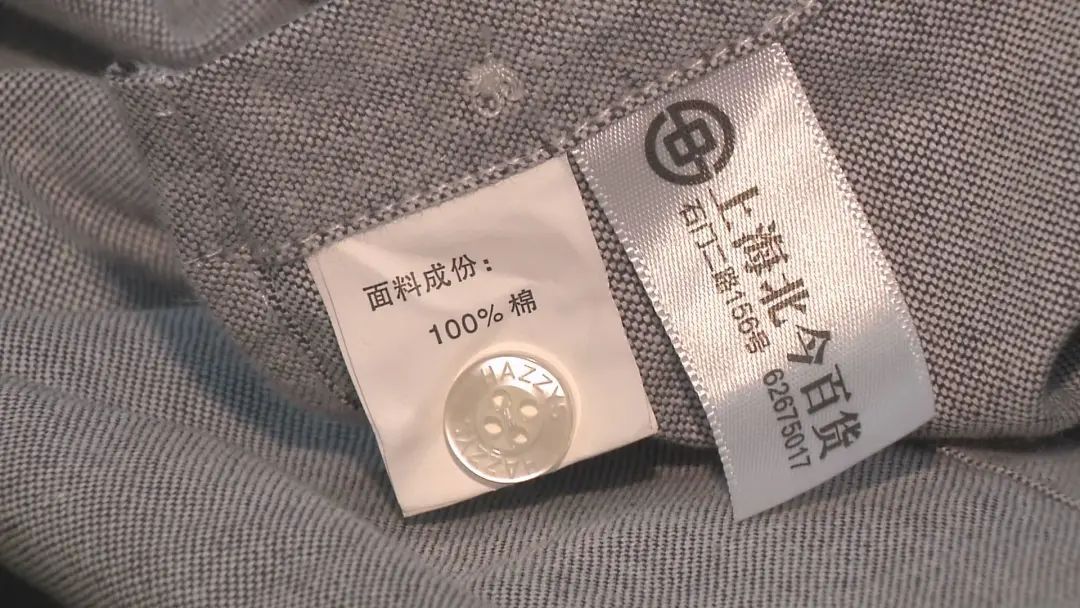 面料成份：
100% 棉
HAZZYS
HAZZYS
上海北今百货
石门二路156号
62675017